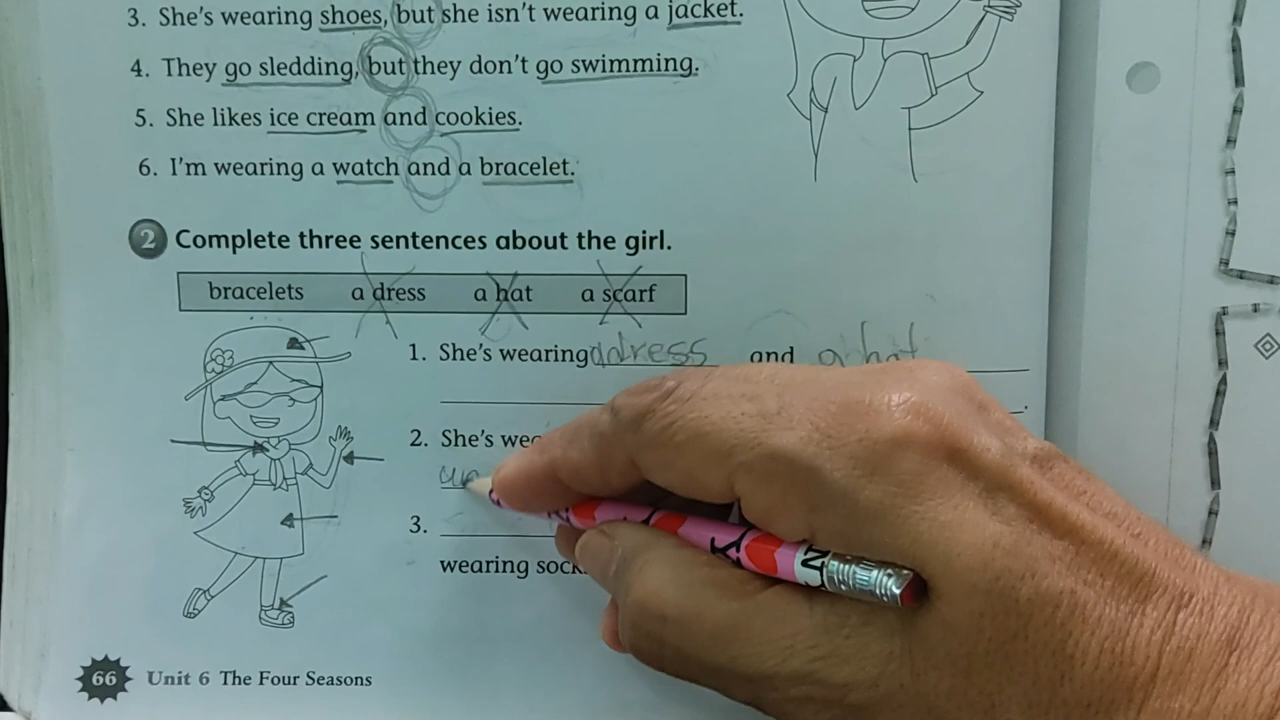 3. She's wearing shoes, but she isn't wearing a jacket.
4. They go sledding, but they don't go swimming.
5. She likes ice cream and cookies.
6. I'm wearing a watch and a bracelet.
2 Complete three sentences about the girl.
bracelets a dress a hat a scarf
1. She's wearing a dress and a hat
2. She's
3.
wearing
66 Unit 6 The Four Seasons